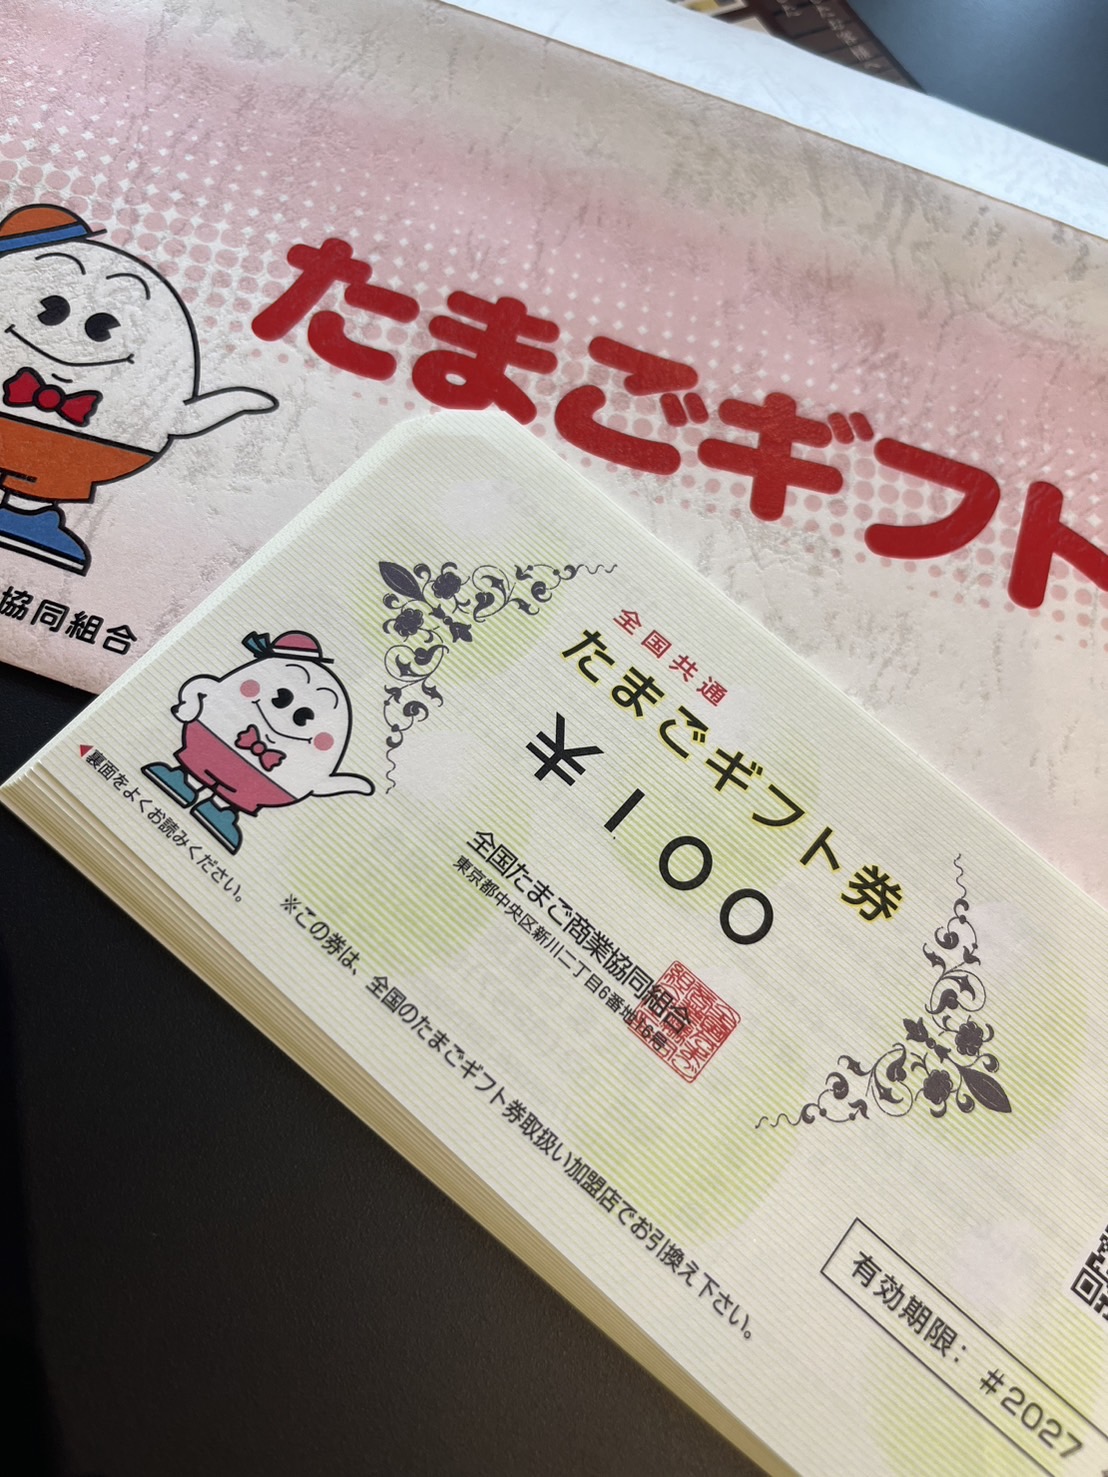 たまごギフト
協同組合
全国共通
たまごギフト券
¥100
全国たまご商業協同組合
東京都中央区新川二丁目6番地16号
◀裏面をよくお読みください。
※この券は、全国のたまごギフト券取扱い加盟店でお引換え下さい。
有効期限：#2027